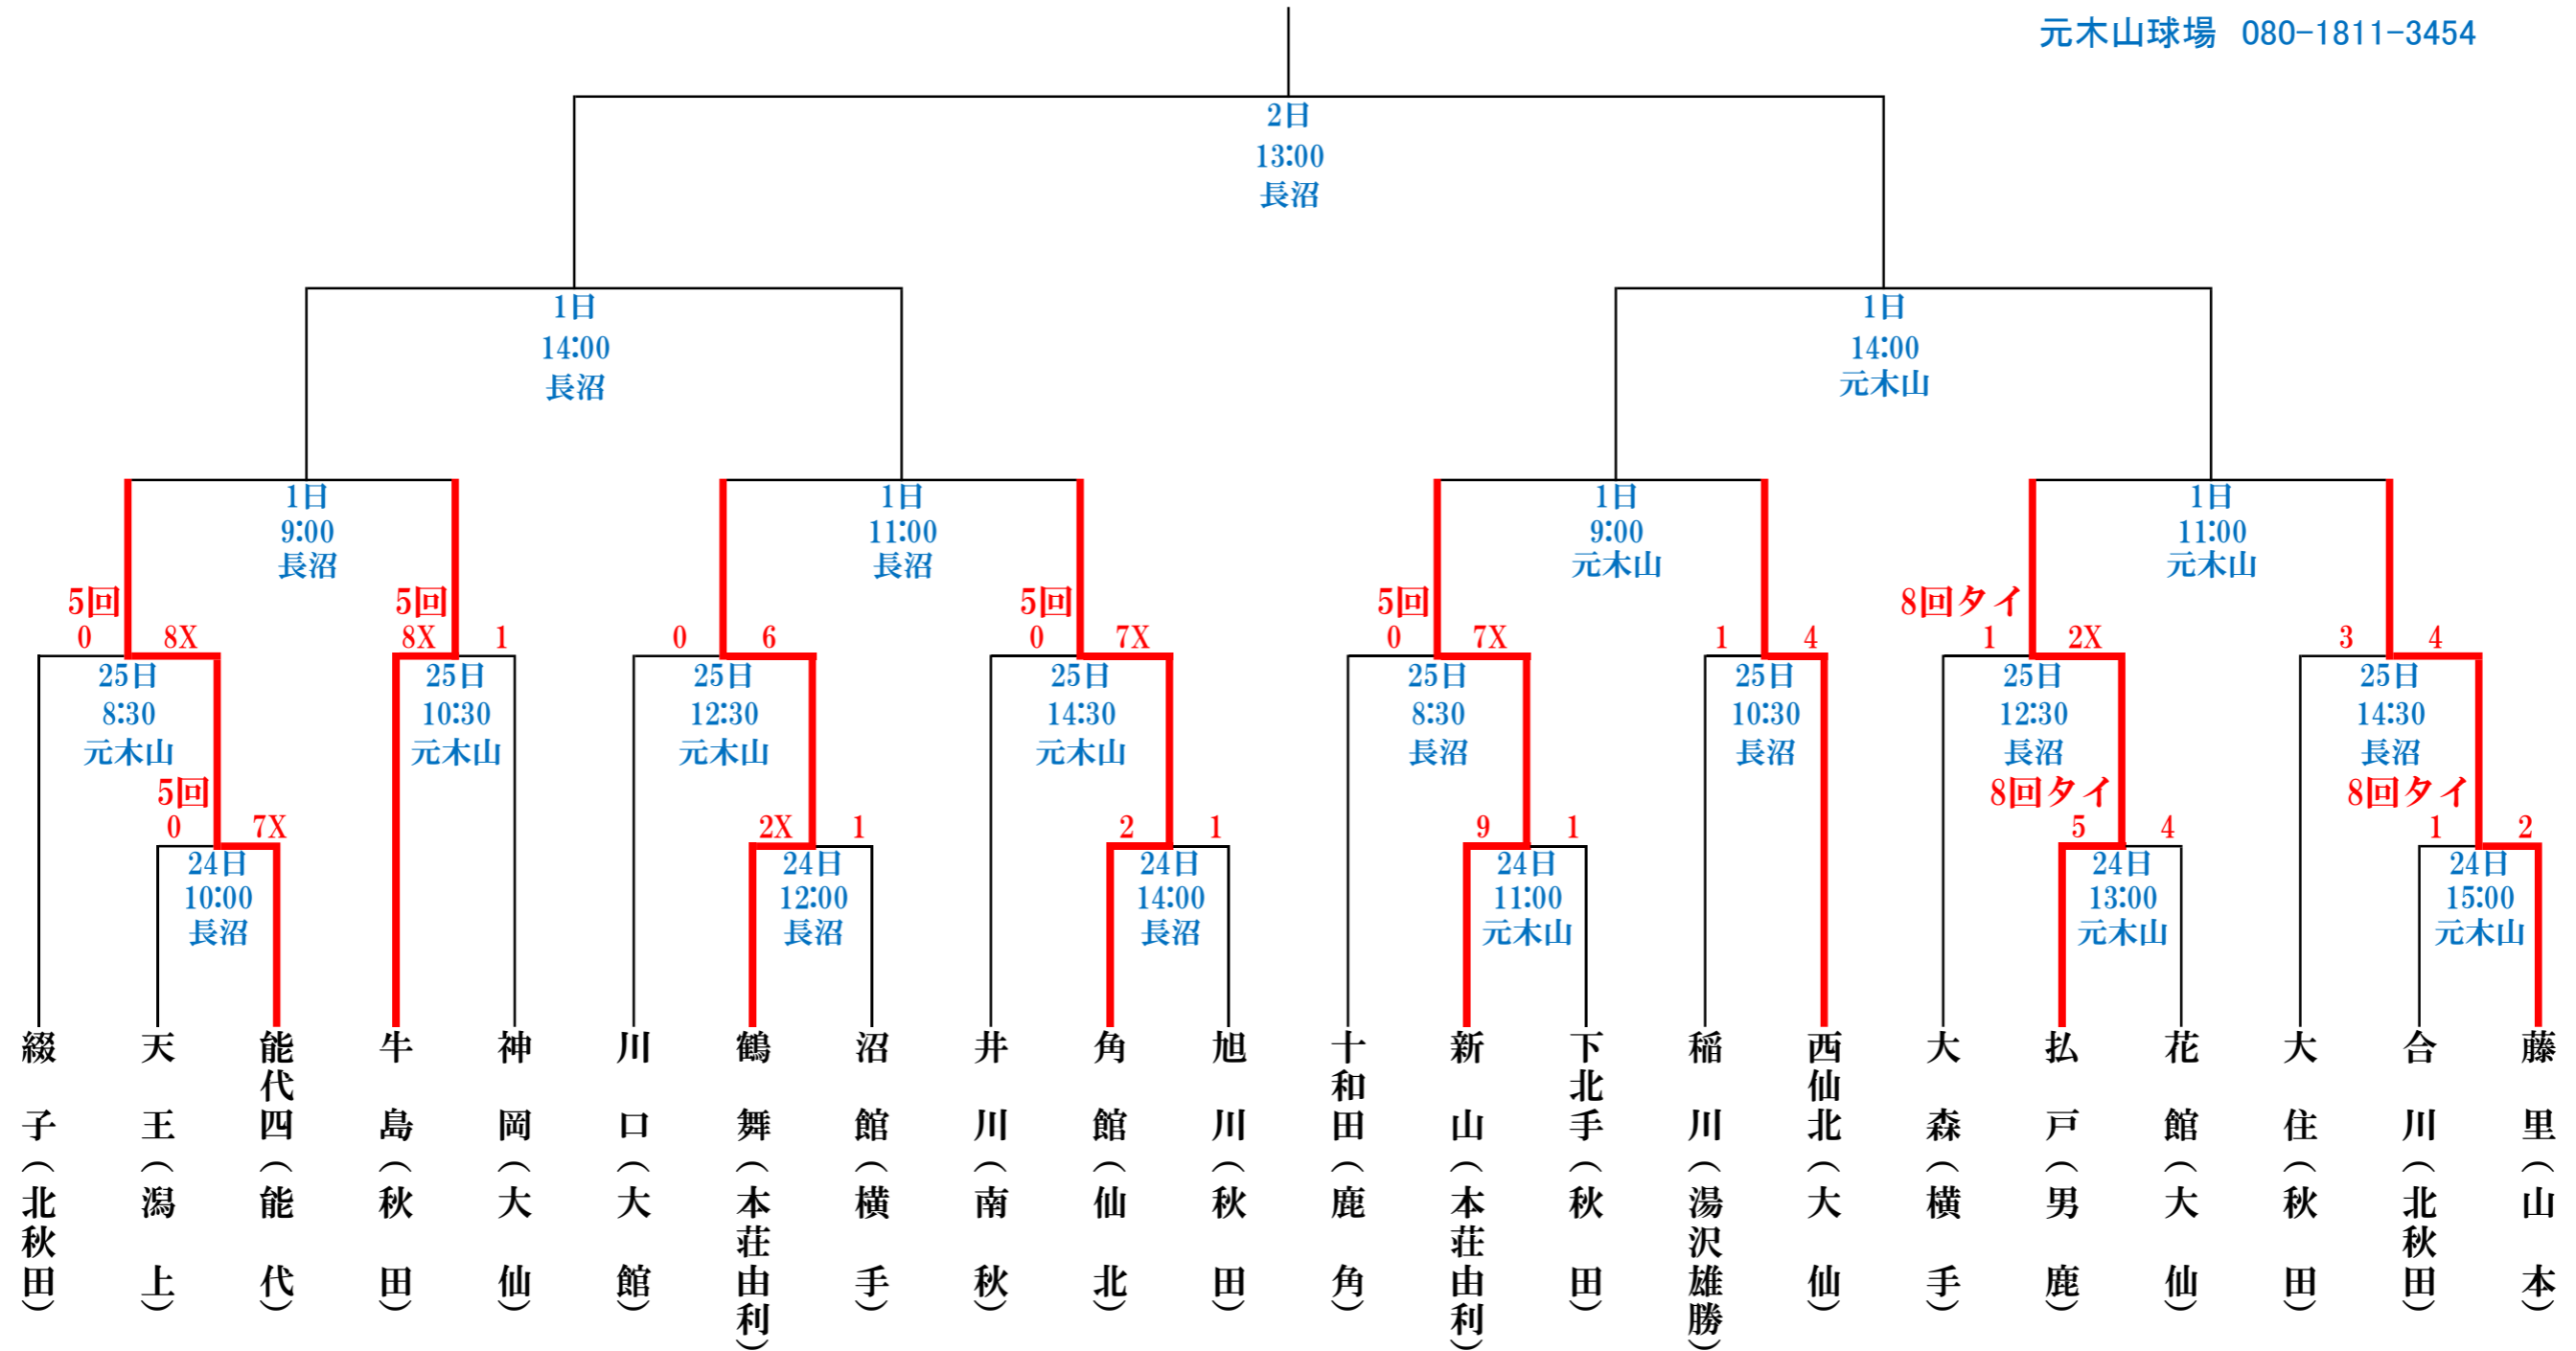 元木山球場 080-1811-3454
2日
13:00
長沼
1日
14:00
長沼
1日
14:00
元木山
1日
9:00
長沼
1日
11:00
長沼
1日
9:00
元木山
1日
11:00
元木山
5回
0 8X
25日
8:30
元木山
5回
8X 1
25日
10:30
元木山
0 6
25日
12:30
元木山
5回
0 7X
25日
14:30
元木山
5回
0 7X
25日
8:30
長沼
1 4
25日
10:30
長沼
8回タイ
1 2X
25日
12:30
長沼
3 4
25日
14:30
長沼
5回
0 7X
24日
10:00
長沼
2X 1
24日
12:00
長沼
2 1
24日
14:00
長沼
9 1
24日
11:00
元木山
8回タイ
5 4
24日
13:00
元木山
8回タイ
1 2
24日
15:00
元木山
綴子(北秋田)
天王(潟上)
能代四(能代)
牛島(秋田)
神岡(大仙)
川口(大館)
鶴舞(本荘由利)
沼館(横手)
井川(南秋)
角館(仙北)
旭川(秋田)
十和田(鹿角)
新山(本荘由利)
下北手(秋田)
稲川(湯沢雄勝)
西仙北(大仙)
大森(横手)
払戸(男鹿)
花館(大仙)
大住(秋田)
合川(北秋田)
藤里(山本)